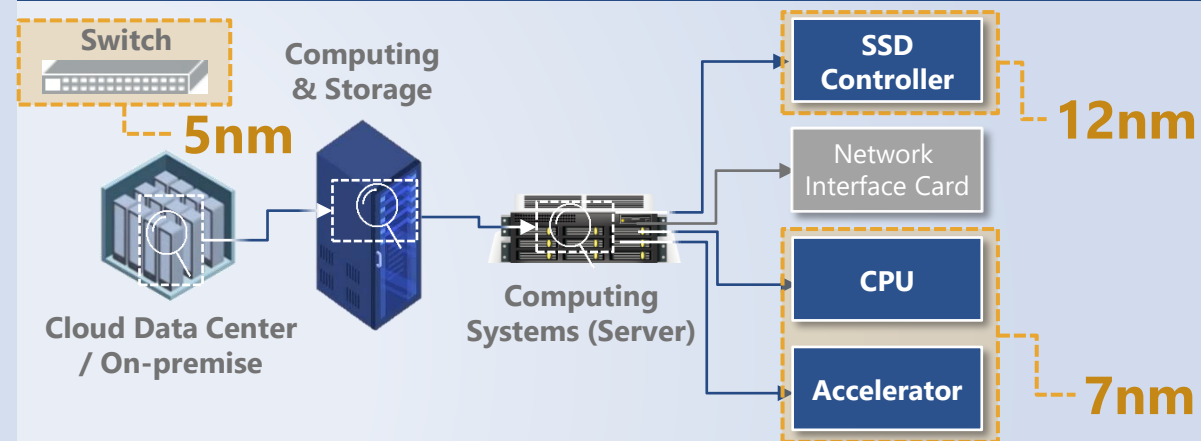 Switch
5nm
Computing
& Storage
Cloud Data Center
/ On-premise
Computing
Systems (Server)
SSD
Controller
12nm
Network
Interface Card
CPU
Accelerator
7nm